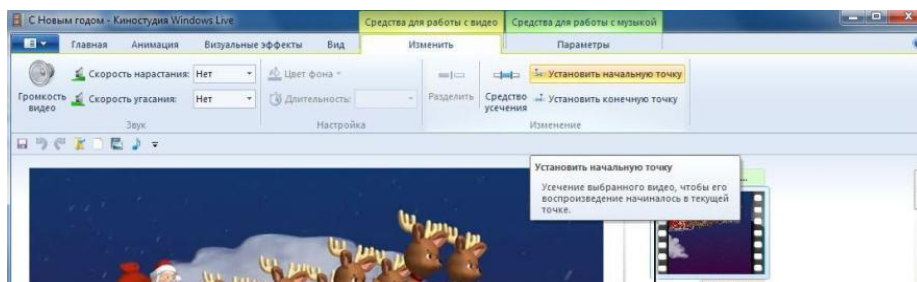 С Новым годом - Киностудия Windows Live
Средства для работы с видео
Средства для работы с музыкой
Главная
Анимация
Визуальные эффекты
Вид
Изменить
Параметры
Громкость видео
Скорость нарастания: Нет
Скорость угасания: Нет
Звук
Цвет фона
Длительность:
Настройка
Разделить
Средство усечения
Установить начальную точку
Установить конечную точку
Изменение
Установить начальную точку
Усечение выбранного видео, чтобы его
воспроизведение начиналось в текущей
точке.
...